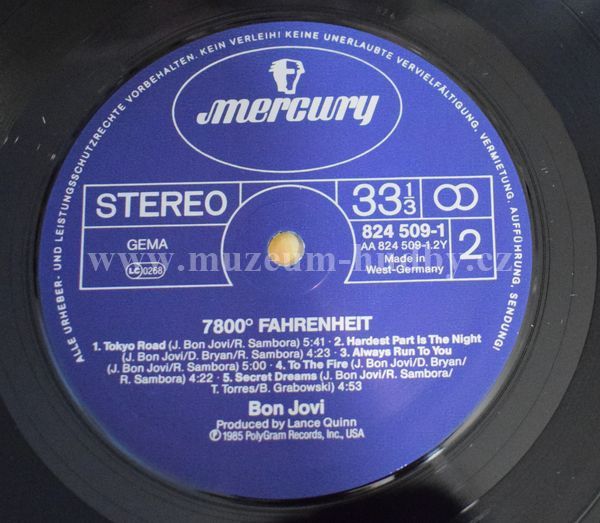 ALLE URHEBER- UND LEISTUNGSSCHUTZRECHTE VORBEHALTEN. KEIN VERLEIH! KEINE UNERLAUBTE VERVIELFÄLTIGUNG, VERMIETUNG, AUFFÜHRUNG, SENDUNG!
mercury
STEREO
33 1/3
GEMA
824 509-1
AA 824 509-1.2Y
Made in
West-Germany
2
LC 0268
www.muzeum-hudby.cz
7800° FAHRENHEIT
1. Tokyo Road (J. Bon Jovi/R. Sambora) 5:41 · 2. Hardest Part Is The Night
(J. Bon Jovi/D. Bryan/R. Sambora) 4:23 · 3. Always Run To You
(J. Bon Jovi/R. Sambora) 5:00 · 4. To The Fire (J. Bon Jovi/D. Bryan/
R. Sambora) 4:22 · 5. Secret Dreams (J. Bon Jovi/R. Sambora/
T. Torres/B. Grabowski) 4:53
Bon Jovi
Produced by Lance Quinn
℗1985 PolyGram Records, Inc., USA